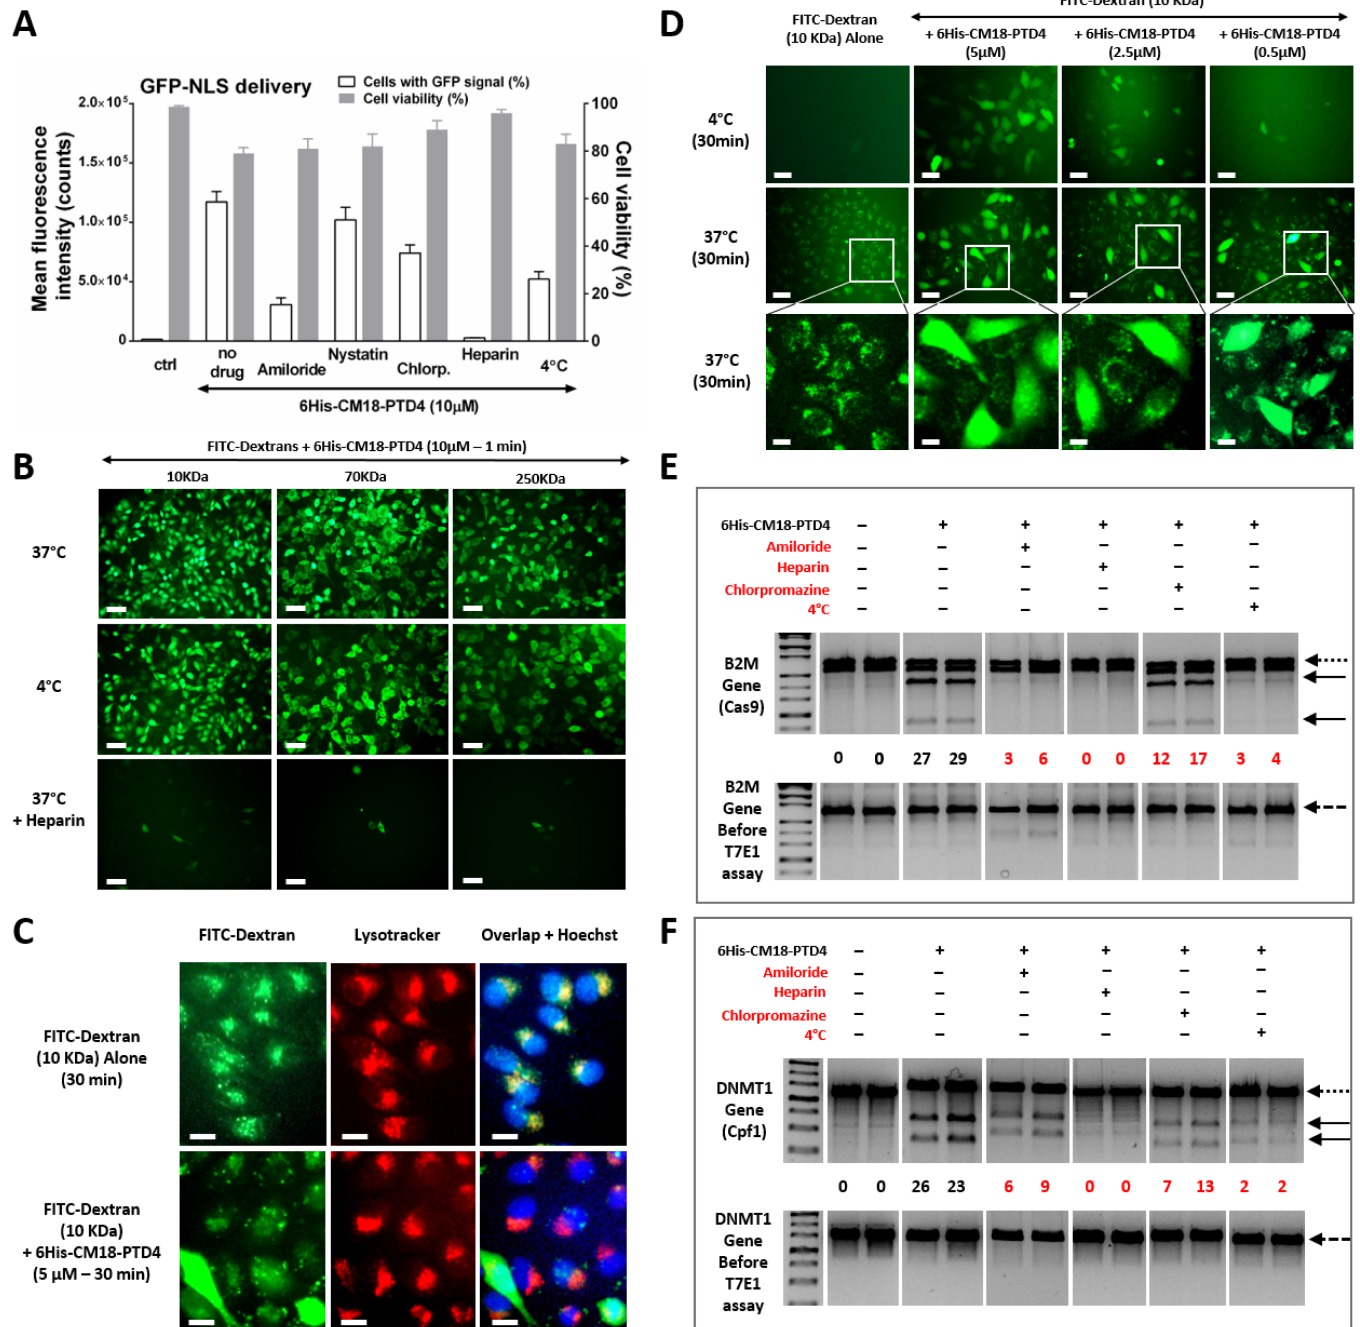 A
GFP-NLS delivery
Cells with GFP signal (%)
Cell viability (%)
Mean fluorescence
intensity (counts)
2.0×10⁵
1.5×10⁵
1.0×10⁵
5.0×10⁴
0
100
80
60
40
20
0
Cell viability (%)
ctrl
no
drug
Amiloride
Nystatin
Chlorp.
Heparin
4°C
6His-CM18-PTD4 (10µM)
B
FITC-Dextrans + 6His-CM18-PTD4 (10µM – 1 min)
10KDa
70KDa
250KDa
37°C
4°C
37°C
+ Heparin
C
FITC-Dextran
Lysotracker
Overlap + Hoechst
FITC-Dextran
(10 KDa) Alone
(30 min)
FITC-Dextran
(10 KDa)
+ 6His-CM18-PTD4
(5 µM – 30 min)
D
FITC-Dextran
(10 KDa) Alone
FITC-Dextran (10 KDa)
+ 6His-CM18-PTD4
(5µM)
+ 6His-CM18-PTD4
(2.5µM)
+ 6His-CM18-PTD4
(0.5µM)
4°C
(30min)
37°C
(30min)
37°C
(30min)
E
6His-CM18-PTD4 – + + + + +
Amiloride – – + – – –
Heparin – – – + – –
Chlorpromazine – – – – + –
4°C – – – – – +
B2M
Gene
(Cas9)
0 0 27 29 3 6 0 0 12 17 3 4
B2M
Gene
Before
T7E1
assay
F
6His-CM18-PTD4 – + + + + +
Amiloride – – + – – –
Heparin – – – + – –
Chlorpromazine – – – – + –
4°C – – – – – +
DNMT1
Gene
(Cpf1)
0 0 26 23 6 9 0 0 7 13 2 2
DNMT1
Gene
Before
T7E1
assay